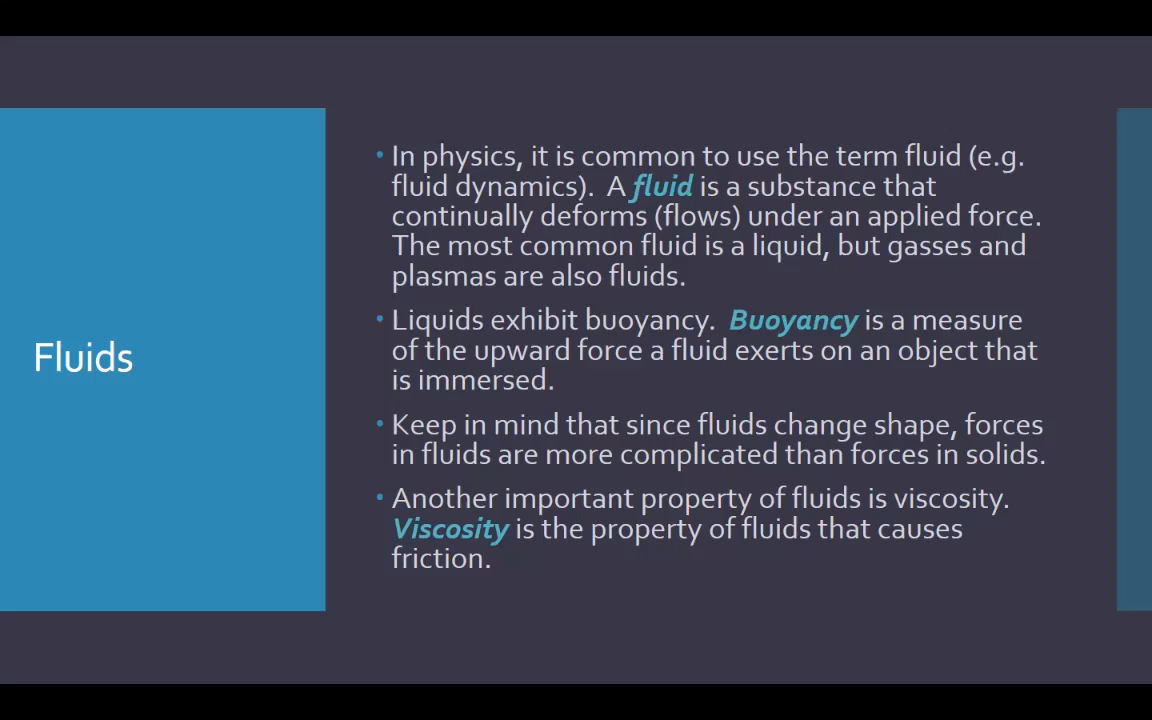 Fluids
• In physics, it is common to use the term fluid (e.g.
fluid dynamics).  A fluid is a substance that
continually deforms (flows) under an applied force.
The most common fluid is a liquid, but gasses and
plasmas are also fluids.
• Liquids exhibit buoyancy.  Buoyancy is a measure
of the upward force a fluid exerts on an object that
is immersed.
• Keep in mind that since fluids change shape, forces
in fluids are more complicated than forces in solids.
• Another important property of fluids is viscosity.
Viscosity is the property of fluids that causes
friction.